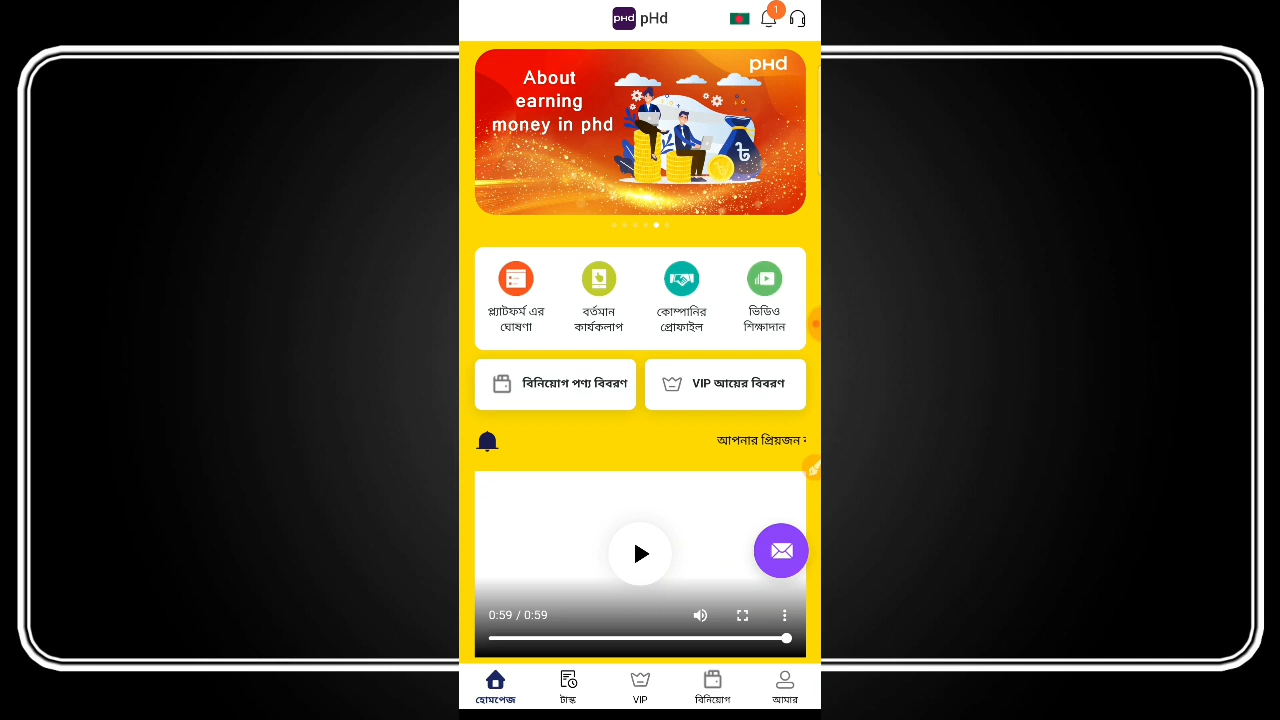 pHd
pHd
1
phd
About
earning
money in phd
৳
প্ল্যাটফর্ম এর
ঘোষণা
বর্তমান
কার্যকলাপ
কোম্পানির
প্রোফাইল
ভিডিও
শিক্ষাদান
বিনিয়োগ পণ্য বিবরণ
VIP আয়ের বিবরণ
আপনার প্রিয়জন
0:59 / 0:59
হোমপেজ
টাস্ক
VIP
বিনিয়োগ
আমার